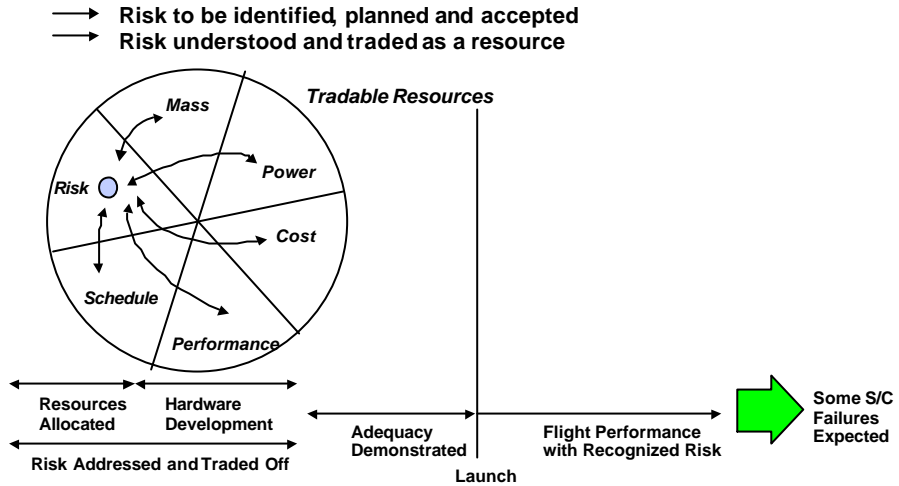 Risk to be identified, planned and accepted
Risk understood and traded as a resource
Tradable Resources
Mass
Power
Risk
Cost
Schedule
Performance
Resources
Allocated
Hardware
Development
Risk Addressed and Traded Off
Adequacy
Demonstrated
Launch
Flight Performance
with Recognized Risk
Some S/C
Failures
Expected